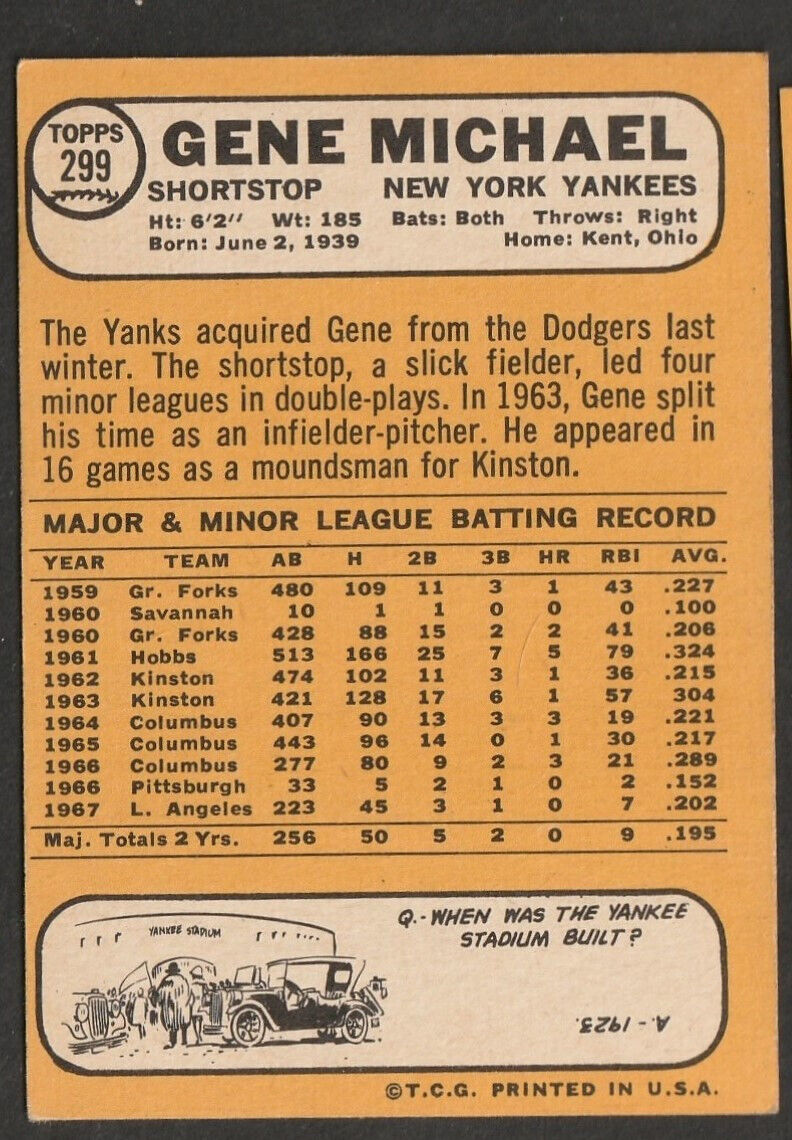 TOPPS
299
GENE MICHAEL
SHORTSTOP NEW YORK YANKEES
Ht: 6'2" Wt: 185 Bats: Both Throws: Right
Born: June 2, 1939 Home: Kent, Ohio
The Yanks acquired Gene from the Dodgers last
winter. The shortstop, a slick fielder, led four
minor leagues in double-plays. In 1963, Gene split
his time as an infielder-pitcher. He appeared in
16 games as a moundsman for Kinston.
MAJOR & MINOR LEAGUE BATTING RECORD
YEAR TEAM AB H 2B 3B HR RBI AVG.
1959 Gr. Forks 480 109 11 3 1 43 .227
1960 Savannah 10 1 1 0 0 0 .100
1960 Gr. Forks 428 88 15 2 2 41 .206
1961 Hobbs 513 166 25 7 5 79 .324
1962 Kinston 474 102 11 3 1 36 .215
1963 Kinston 421 128 17 6 1 57 304
1964 Columbus 407 90 13 3 3 19 .221
1965 Columbus 443 96 14 0 1 30 .217
1966 Columbus 277 80 9 2 3 21 .289
1966 Pittsburgh 33 5 2 1 0 2 .152
1967 L. Angeles 223 45 3 1 0 7 .202
Maj. Totals 2 Yrs. 256 50 5 2 0 9 .195
YANKEE STADIUM
Q.- WHEN WAS THE YANKEE
STADIUM BUILT?
A.- 1923.
©T.C.G. PRINTED IN U.S.A.